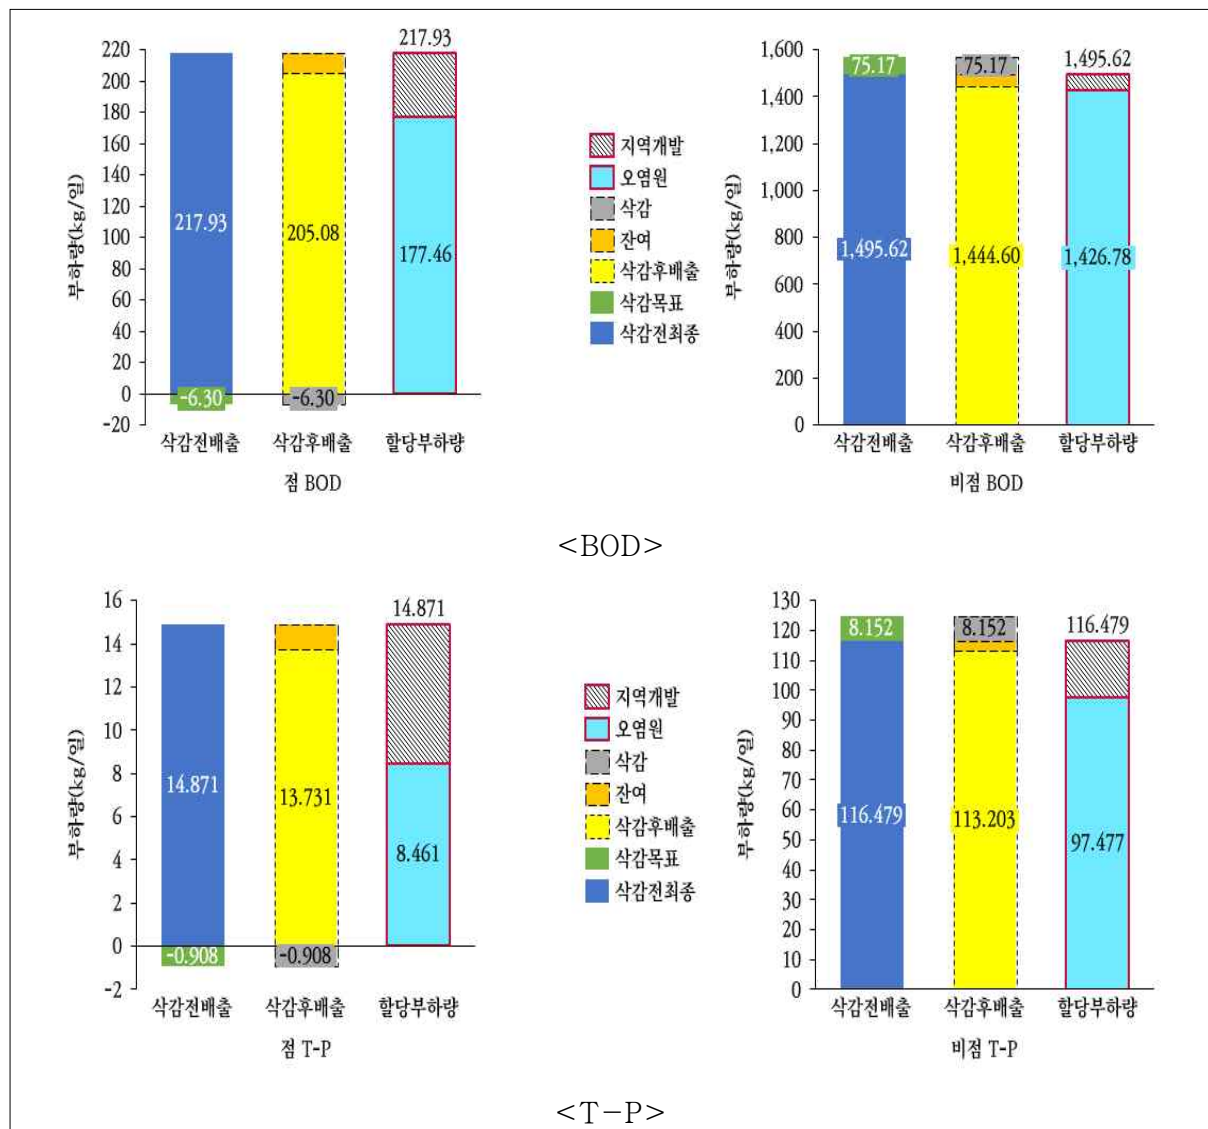 217.93
220
200
180
160
140
120
100
80
60
40
20
0
-20
부하량(kg/일)
217.93
205.08
177.46
-6.30
-6.30
삭감전배출
삭감후배출
할당부하량
점 BOD
지역개발
오염원
삭감
잔여
삭감후배출
삭감목표
삭감전최종
1,600
1,400
1,200
1,000
800
600
400
200
0
부하량(kg/일)
75.17
75.17
1,495.62
1,495.62
1,444.60
1,426.78
삭감전배출
삭감후배출
할당부하량
비점 BOD
<BOD>
16
14
12
10
8
6
4
2
0
-2
부하량(kg/일)
14.871
14.871
13.731
8.461
-0.908
-0.908
삭감전배출
삭감후배출
할당부하량
점 T-P
지역개발
오염원
삭감
잔여
삭감후배출
삭감목표
삭감전최종
130
120
110
100
90
80
70
60
50
40
30
20
10
0
부하량(kg/일)
8.152
8.152
116.479
116.479
113.203
97.477
삭감전배출
삭감후배출
할당부하량
비점 T-P
<T-P>